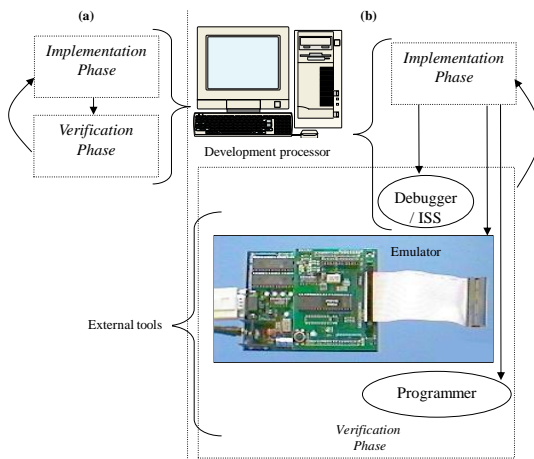 (a)
(b)
Implementation
Phase
Verification
Phase
Implementation
Phase
Development processor
Debugger
/ ISS
Emulator
External tools
Programmer
Verification
Phase